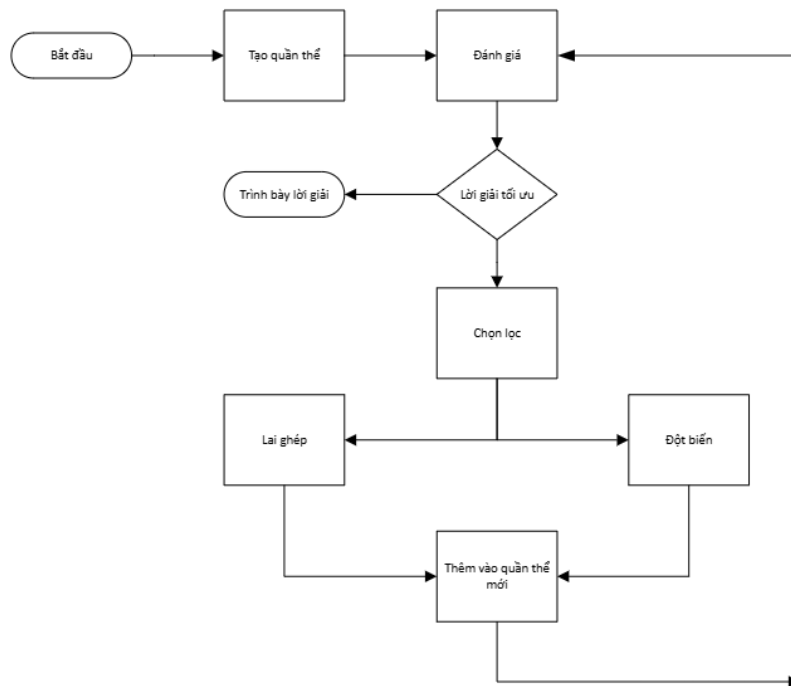 Bắt đầu
Tạo quần thể
Đánh giá
Trình bày lời giải
Lời giải tối ưu
Chọn lọc
Lai ghép
Đột biến
Thêm vào quần thể
mới